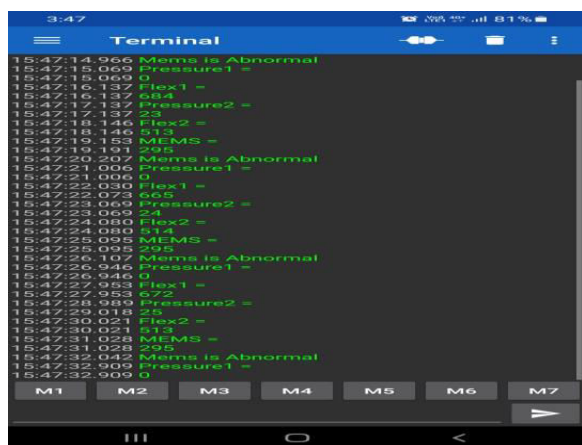 3:47
81%
Terminal
15:47:14.966 Mems is Abnormal
15:47:15.069 Pressure1 =
15:47:15.069 0
15:47:16.137 Flex1 =
15:47:16.137 684
15:47:17.137 Pressure2 =
15:47:17.137 23
15:47:18.146 Flex2 =
15:47:18.146 513
15:47:19.153 MEMS =
15:47:19.191 295
15:47:20.207 Mems is Abnormal
15:47:21.006 Pressure1 =
15:47:21.006 0
15:47:22.030 Flex1 =
15:47:22.073 665
15:47:23.069 Pressure2 =
15:47:23.069 24
15:47:24.080 Flex2 =
15:47:24.080 514
15:47:25.095 MEMS =
15:47:25.095 295
15:47:26.107 Mems is Abnormal
15:47:26.946 Pressure1 =
15:47:26.946 0
15:47:27.953 Flex1 =
15:47:27.953 672
15:47:28.989 Pressure2 =
15:47:29.018 25
15:47:30.021 Flex2 =
15:47:30.021 513
15:47:31.028 MEMS =
15:47:31.028 295
15:47:32.042 Mems is Abnormal
15:47:32.909 Pressure1 =
15:47:32.909 0
M1 M2 M3 M4 M5 M6 M7